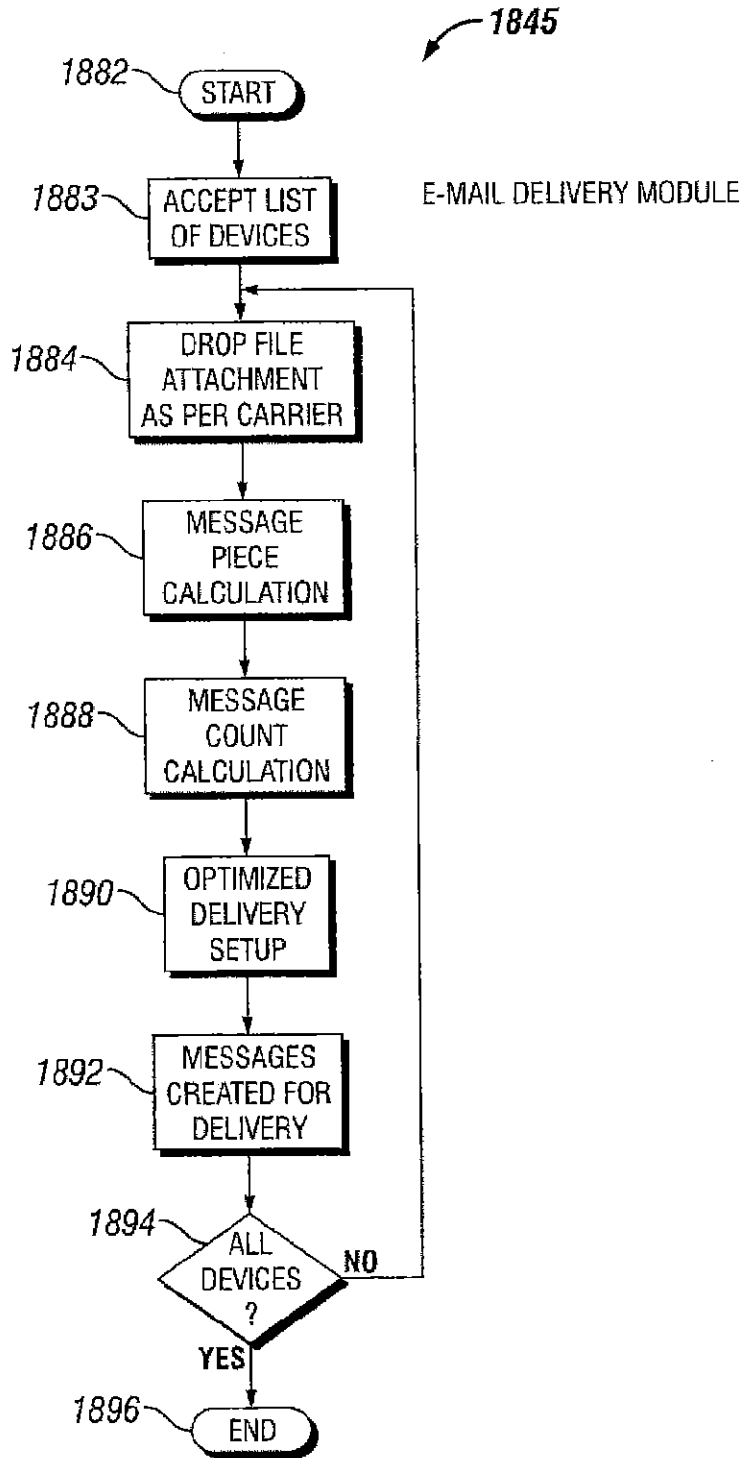 1845
1882
START
1883
ACCEPT LIST
OF DEVICES
E-MAIL DELIVERY MODULE
1884
DROP FILE
ATTACHMENT
AS PER CARRIER
1886
MESSAGE
PIECE
CALCULATION
1888
MESSAGE
COUNT
CALCULATION
1890
OPTIMIZED
DELIVERY
SETUP
1892
MESSAGES
CREATED FOR
DELIVERY
1894
ALL
DEVICES
?
NO
YES
1896
END